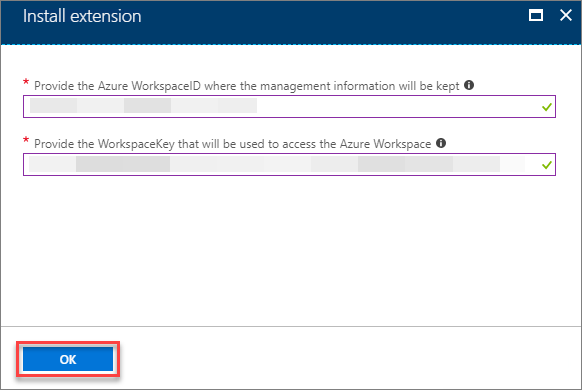 Install extension
* Provide the Azure WorkspaceID where the management information will be kept
* Provide the WorkspaceKey that will be used to access the Azure Workspace
OK